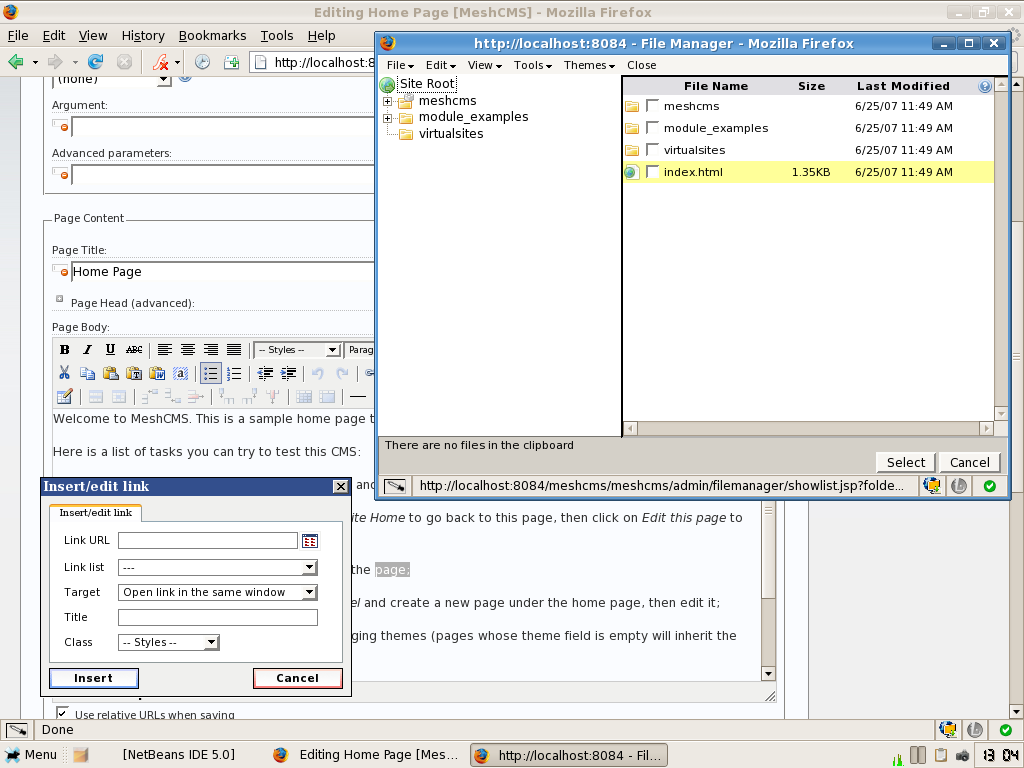 Editing Home Page [MeshCMS] - Mozilla Firefox
File Edit View History Bookmarks Tools Help
http://localhost:8
(none)
Argument:
Advanced parameters:
Page Content
Page Title:
Home Page
Page Head (advanced):
Page Body:
B I U ABC -- Styles -- Parag
Welcome to MeshCMS. This is a sample home page t
Here is a list of tasks you can try to test this CMS:
and
ite Home to go back to this page, then click on Edit this page to
the page;
el and create a new page under the home page, then edit it;
ging themes (pages whose theme field is empty will inherit the
Use relative URLs when saving
Done
http://localhost:8084 - File Manager - Mozilla Firefox
File Edit View Tools Themes Close
Site Root
meshcms
module_examples
virtualsites
File Name Size Last Modified
meshcms 6/25/07 11:49 AM
module_examples 6/25/07 11:49 AM
virtualsites 6/25/07 11:49 AM
index.html 1.35KB 6/25/07 11:49 AM
There are no files in the clipboard
Select Cancel
http://localhost:8084/meshcms/meshcms/admin/filemanager/showlist.jsp?folde...
Insert/edit link
Insert/edit link
Link URL
Link list ---
Target Open link in the same window
Title
Class -- Styles --
Insert Cancel
Menu [NetBeans IDE 5.0] Editing Home Page [Mes... http://localhost:8084 - Fil... 13 04